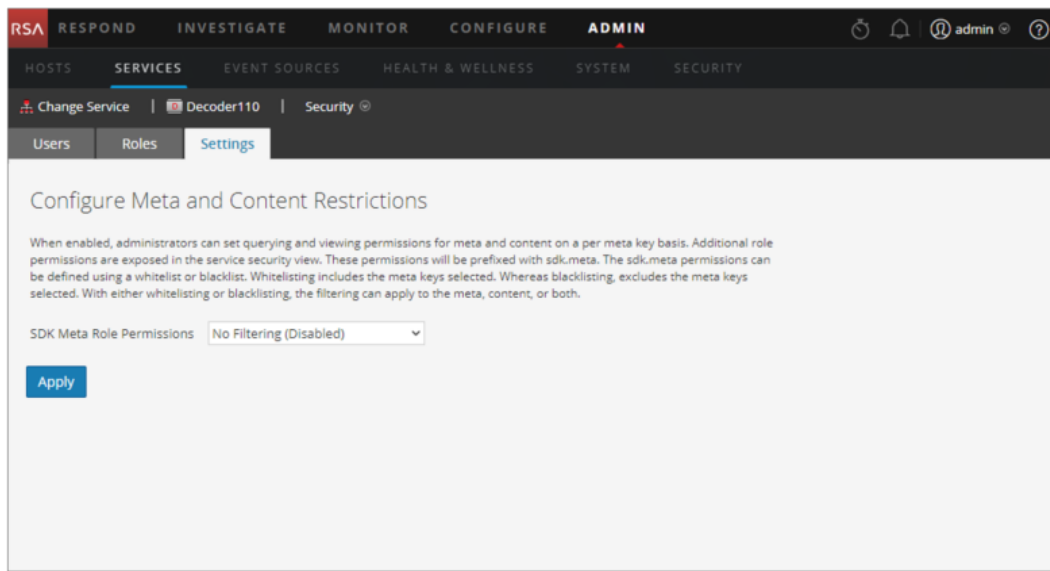 RSA RESPOND INVESTIGATE MONITOR CONFIGURE ADMIN admin ?
HOSTS SERVICES EVENT SOURCES HEALTH & WELLNESS SYSTEM SECURITY
Change Service | Decoder110 | Security
Users Roles Settings
Configure Meta and Content Restrictions
When enabled, administrators can set querying and viewing permissions for meta and content on a per meta key basis. Additional role
permissions are exposed in the service security view. These permissions will be prefixed with sdk.meta. The sdk.meta permissions can
be defined using a whitelist or blacklist. Whitelisting includes the meta keys selected. Whereas blacklisting, excludes the meta keys
selected. With either whitelisting or blacklisting, the filtering can apply to the meta, content, or both.
SDK Meta Role Permissions No Filtering (Disabled)
Apply